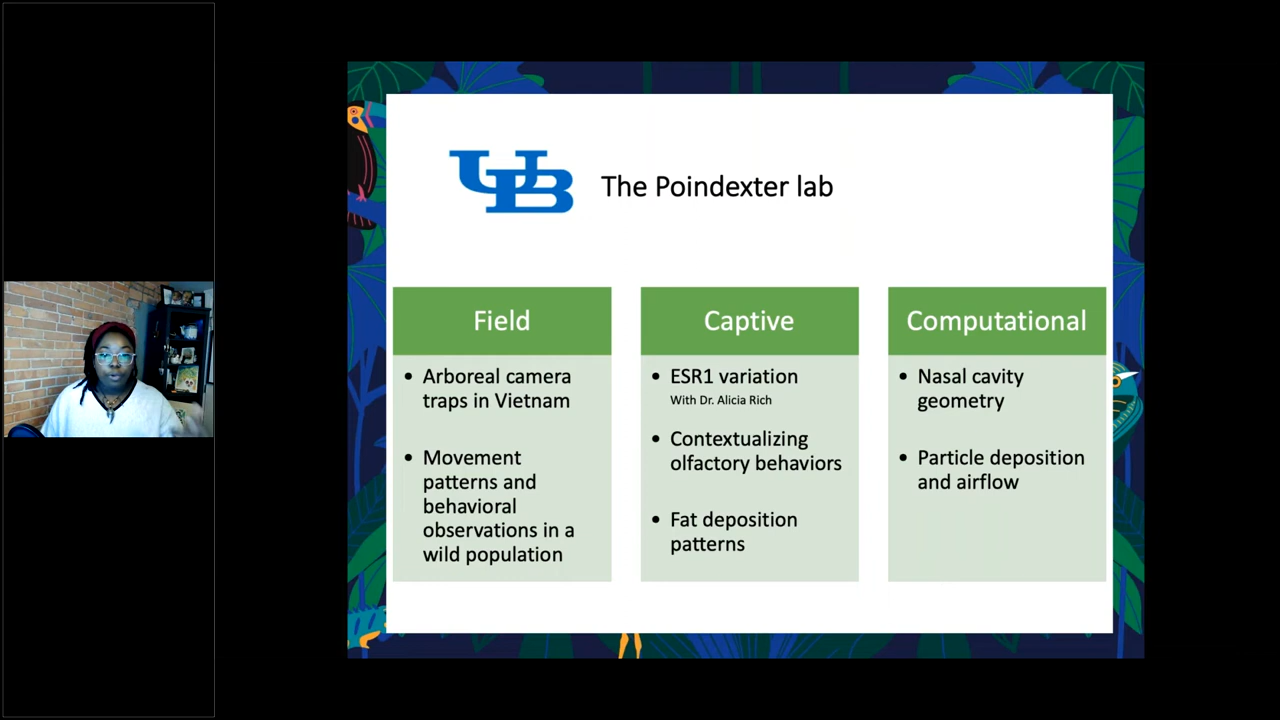 UB
The Poindexter lab
Field
• Arboreal camera
traps in Vietnam
• Movement
patterns and
behavioral
observations in a
wild population
Captive
• ESR1 variation
With Dr. Alicia Rich
• Contextualizing
olfactory behaviors
• Fat deposition
patterns
Computational
• Nasal cavity
geometry
• Particle deposition
and airflow